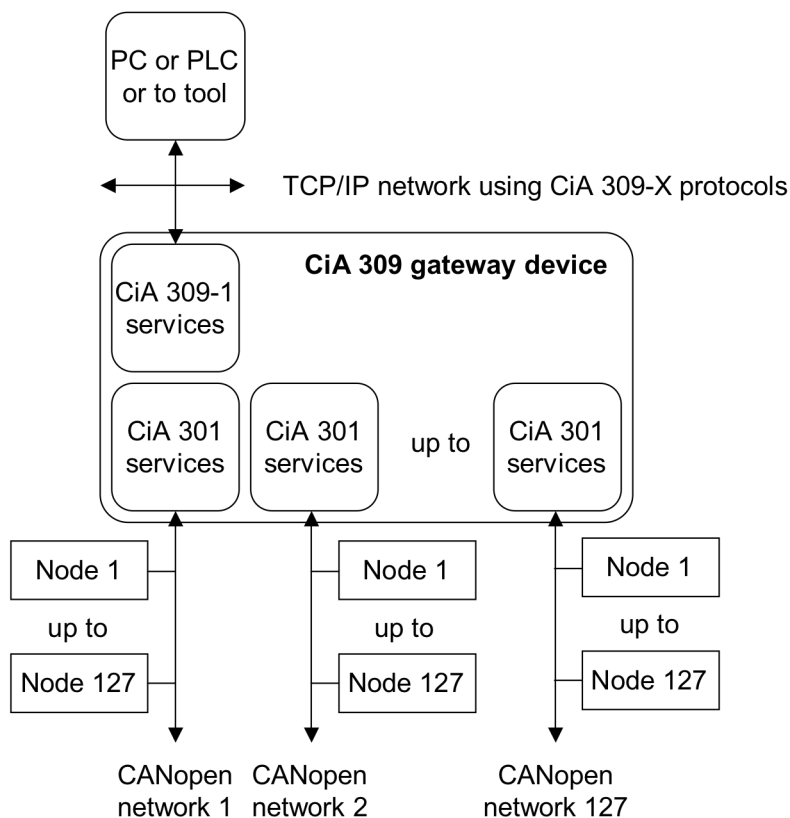 PC or PLC
or to tool
TCP/IP network using CiA 309-X protocols
CiA 309 gateway device
CiA 309-1
services
CiA 301
services
CiA 301
services
up to
CiA 301
services
Node 1
up to
Node 127
Node 1
up to
Node 127
Node 1
up to
Node 127
CANopen
network 1
CANopen
network 2
CANopen
network 127